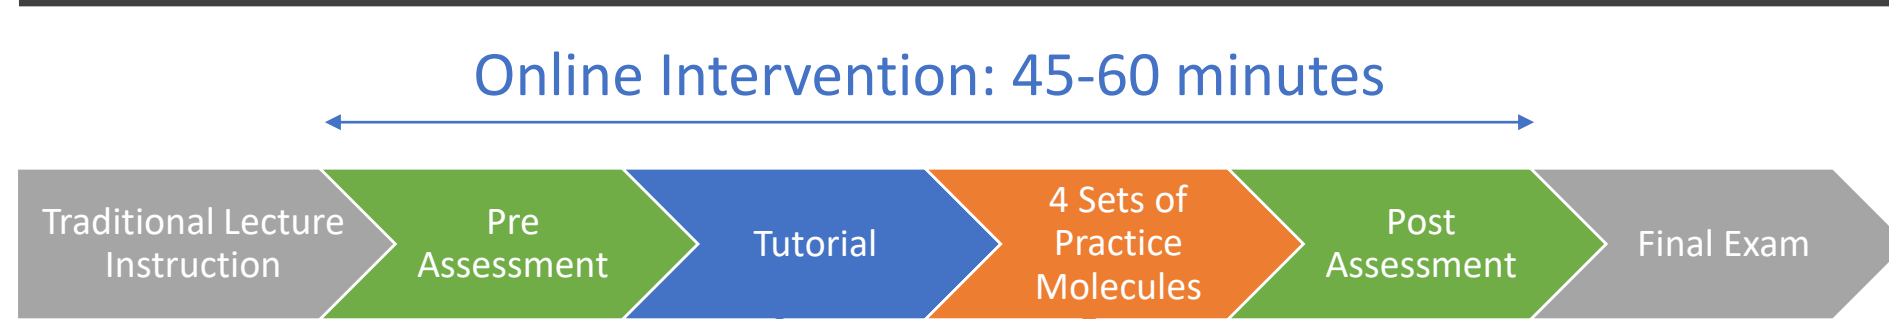 Online Intervention: 45-60 minutes
Traditional Lecture
Instruction
Pre
Assessment
Tutorial
4 Sets of
Practice
Molecules
Post
Assessment
Final Exam